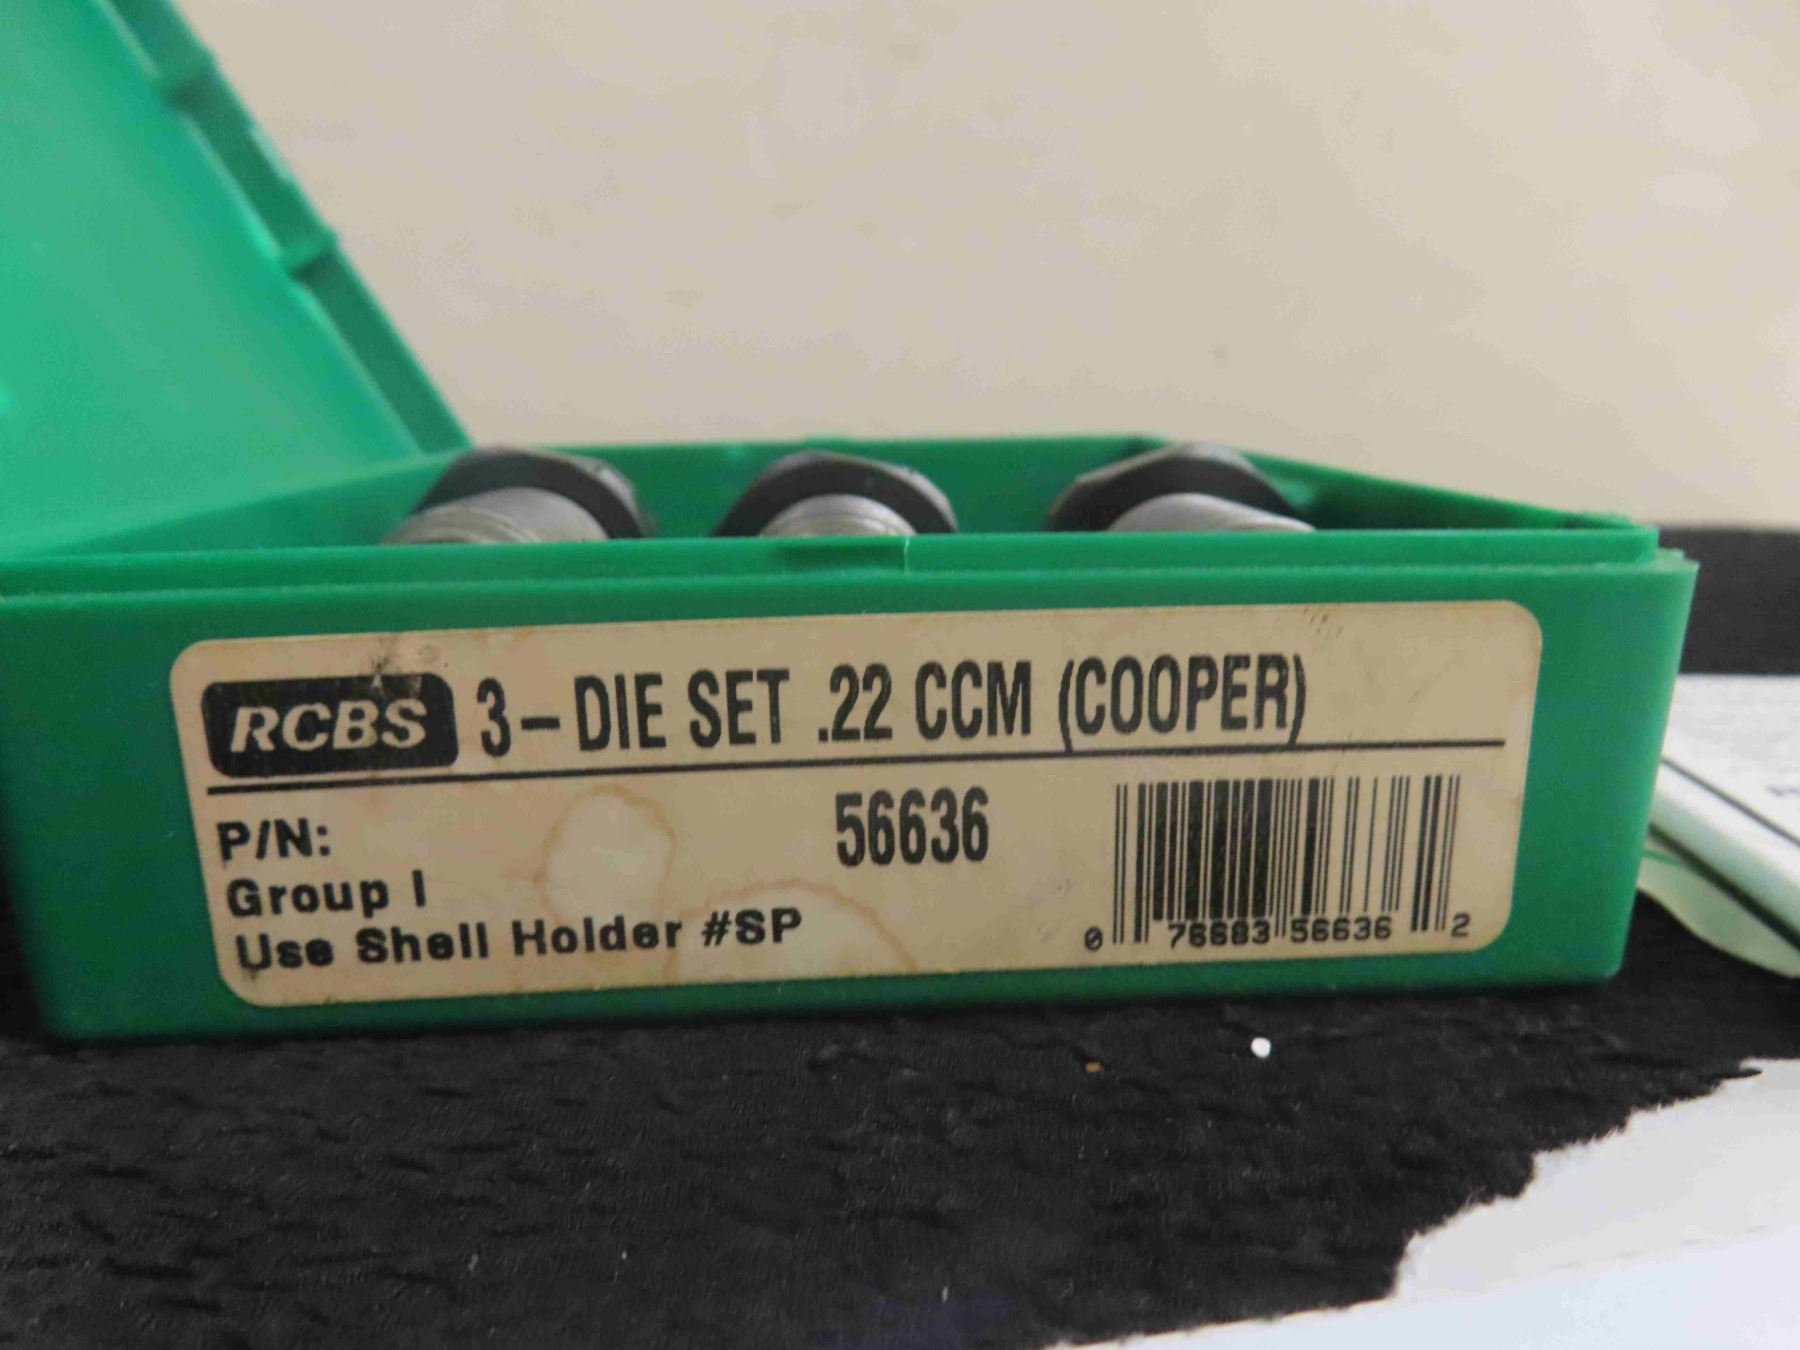 RCBS 3-DIE SET .22 CCM (COOPER)
P/N: 56636
Group I
Use Shell Holder #SP
0 76683 56636 2